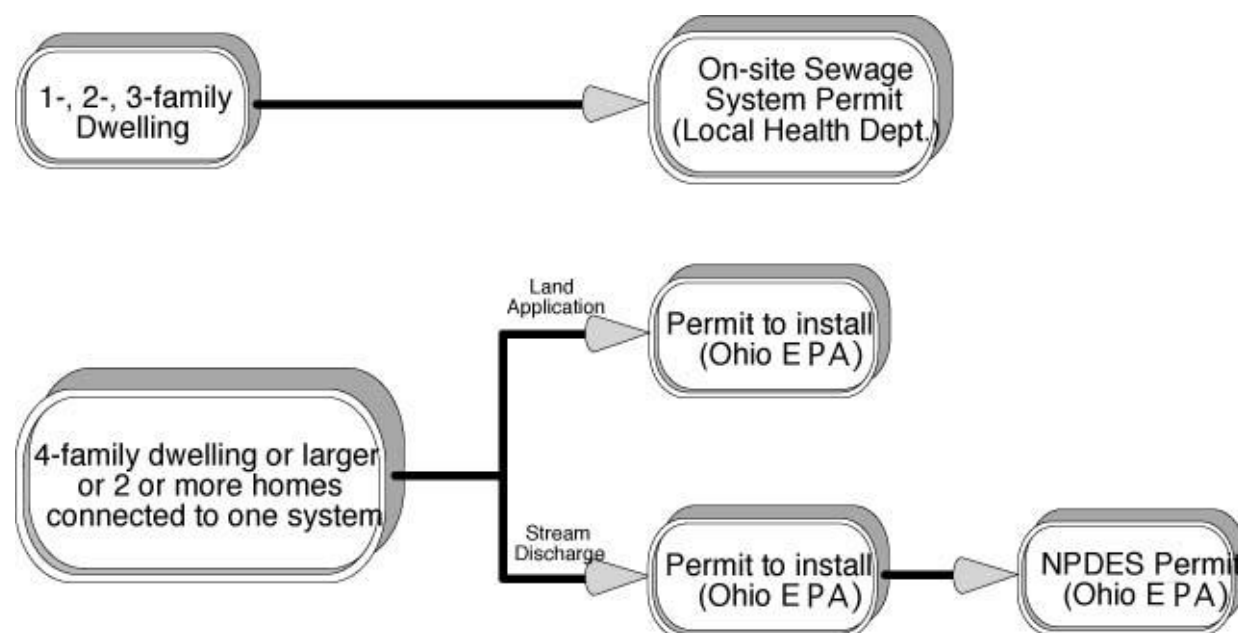 1-, 2-, 3-family
Dwelling
On-site Sewage
System Permit
(Local Health Dept.)
Land
Application
Permit to install
(Ohio EPA)
4-family dwelling or larger
or 2 or more homes
connected to one system
Stream
Discharge
Permit to install
(Ohio EPA)
NPDES Permit
(Ohio EPA)